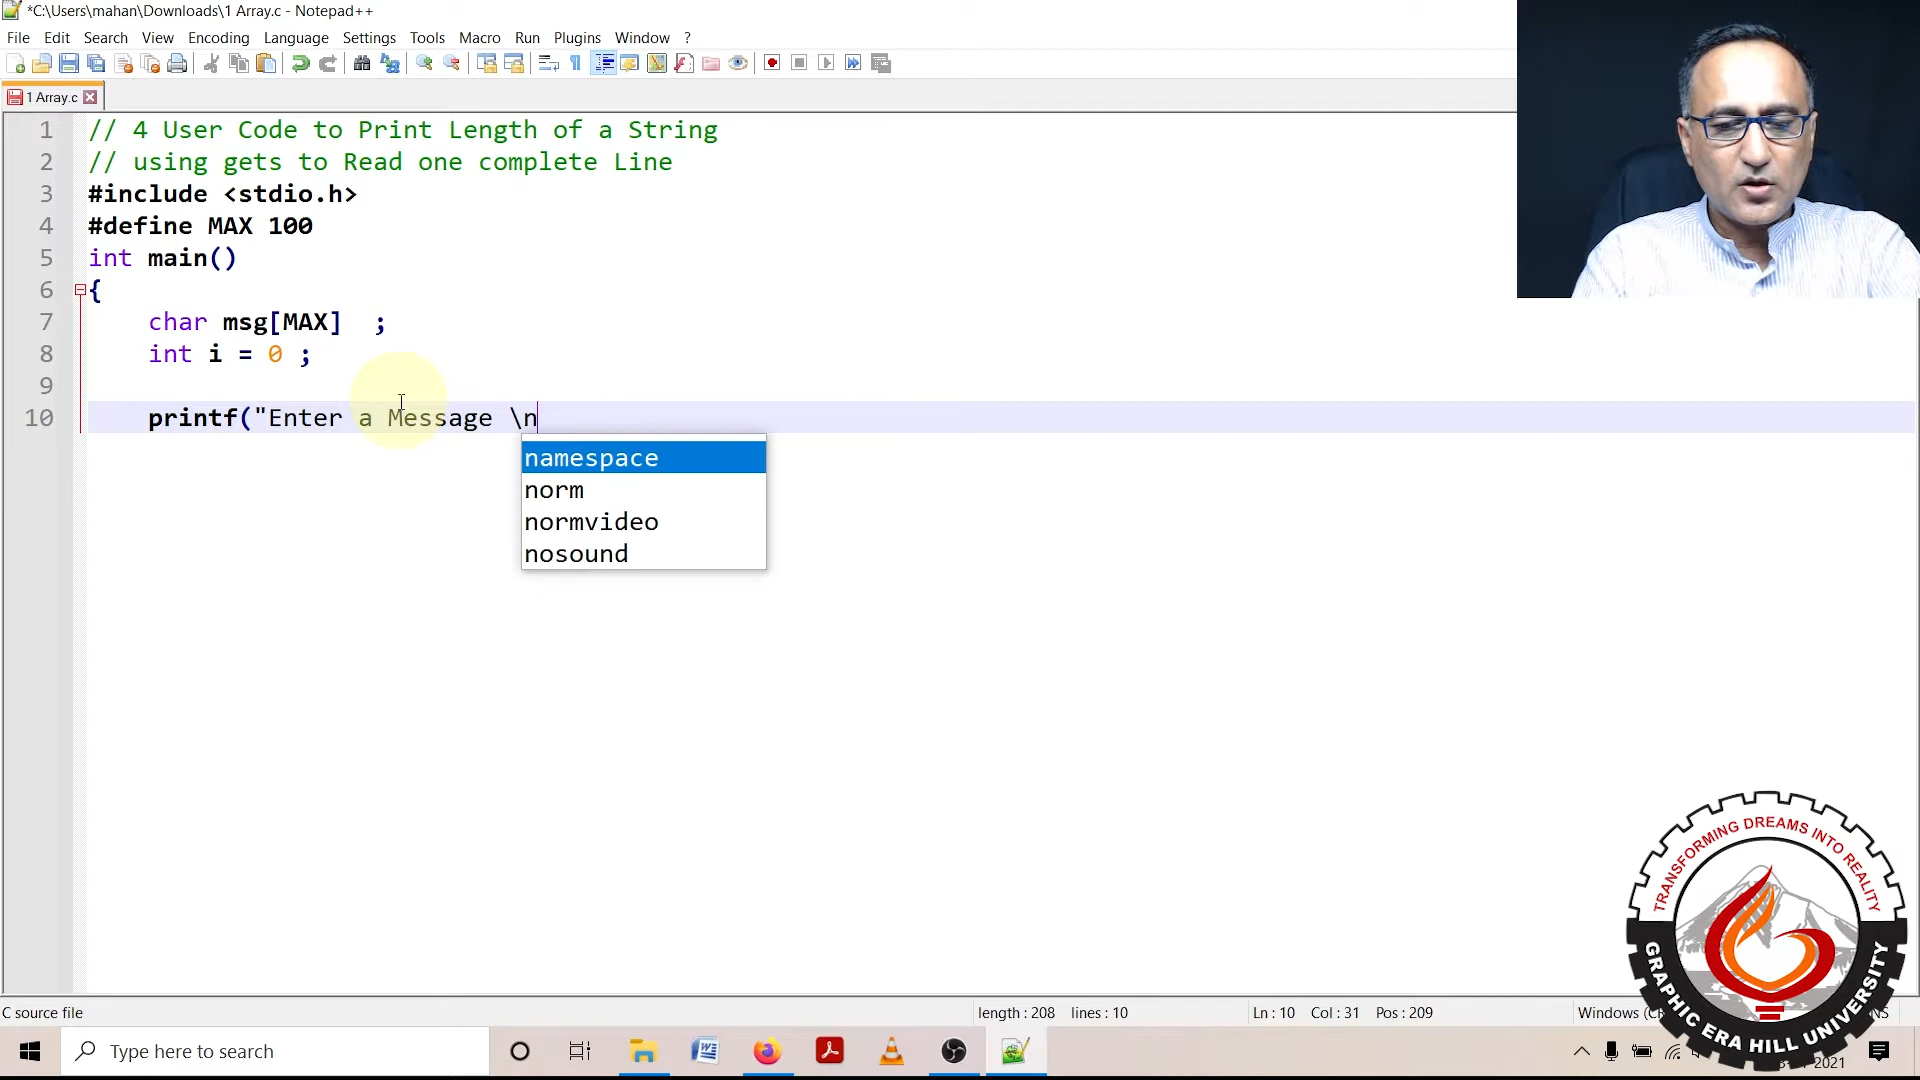 *C:\Users\mahan\Downloads\1 Array.c - Notepad++
File Edit Search View Encoding Language Settings Tools Macro Run Plugins Window ?
1 Array.c
1 // 4 User Code to Print Length of a String
2 // using gets to Read one complete Line
3 #include <stdio.h>
4 #define MAX 100
5 int main()
6 {
7 char msg[MAX]  ;
8 int i = 0 ;
9
10 printf("Enter a Message \n
namespace
norm
normvideo
nosound
TRANSFORMING DREAMS INTO REALITY
GRAPHIC ERA HILL UNIVERSITY
C source file length : 208 lines : 10 Ln : 10 Col : 31 Pos : 209 Windows
Type here to search
2021